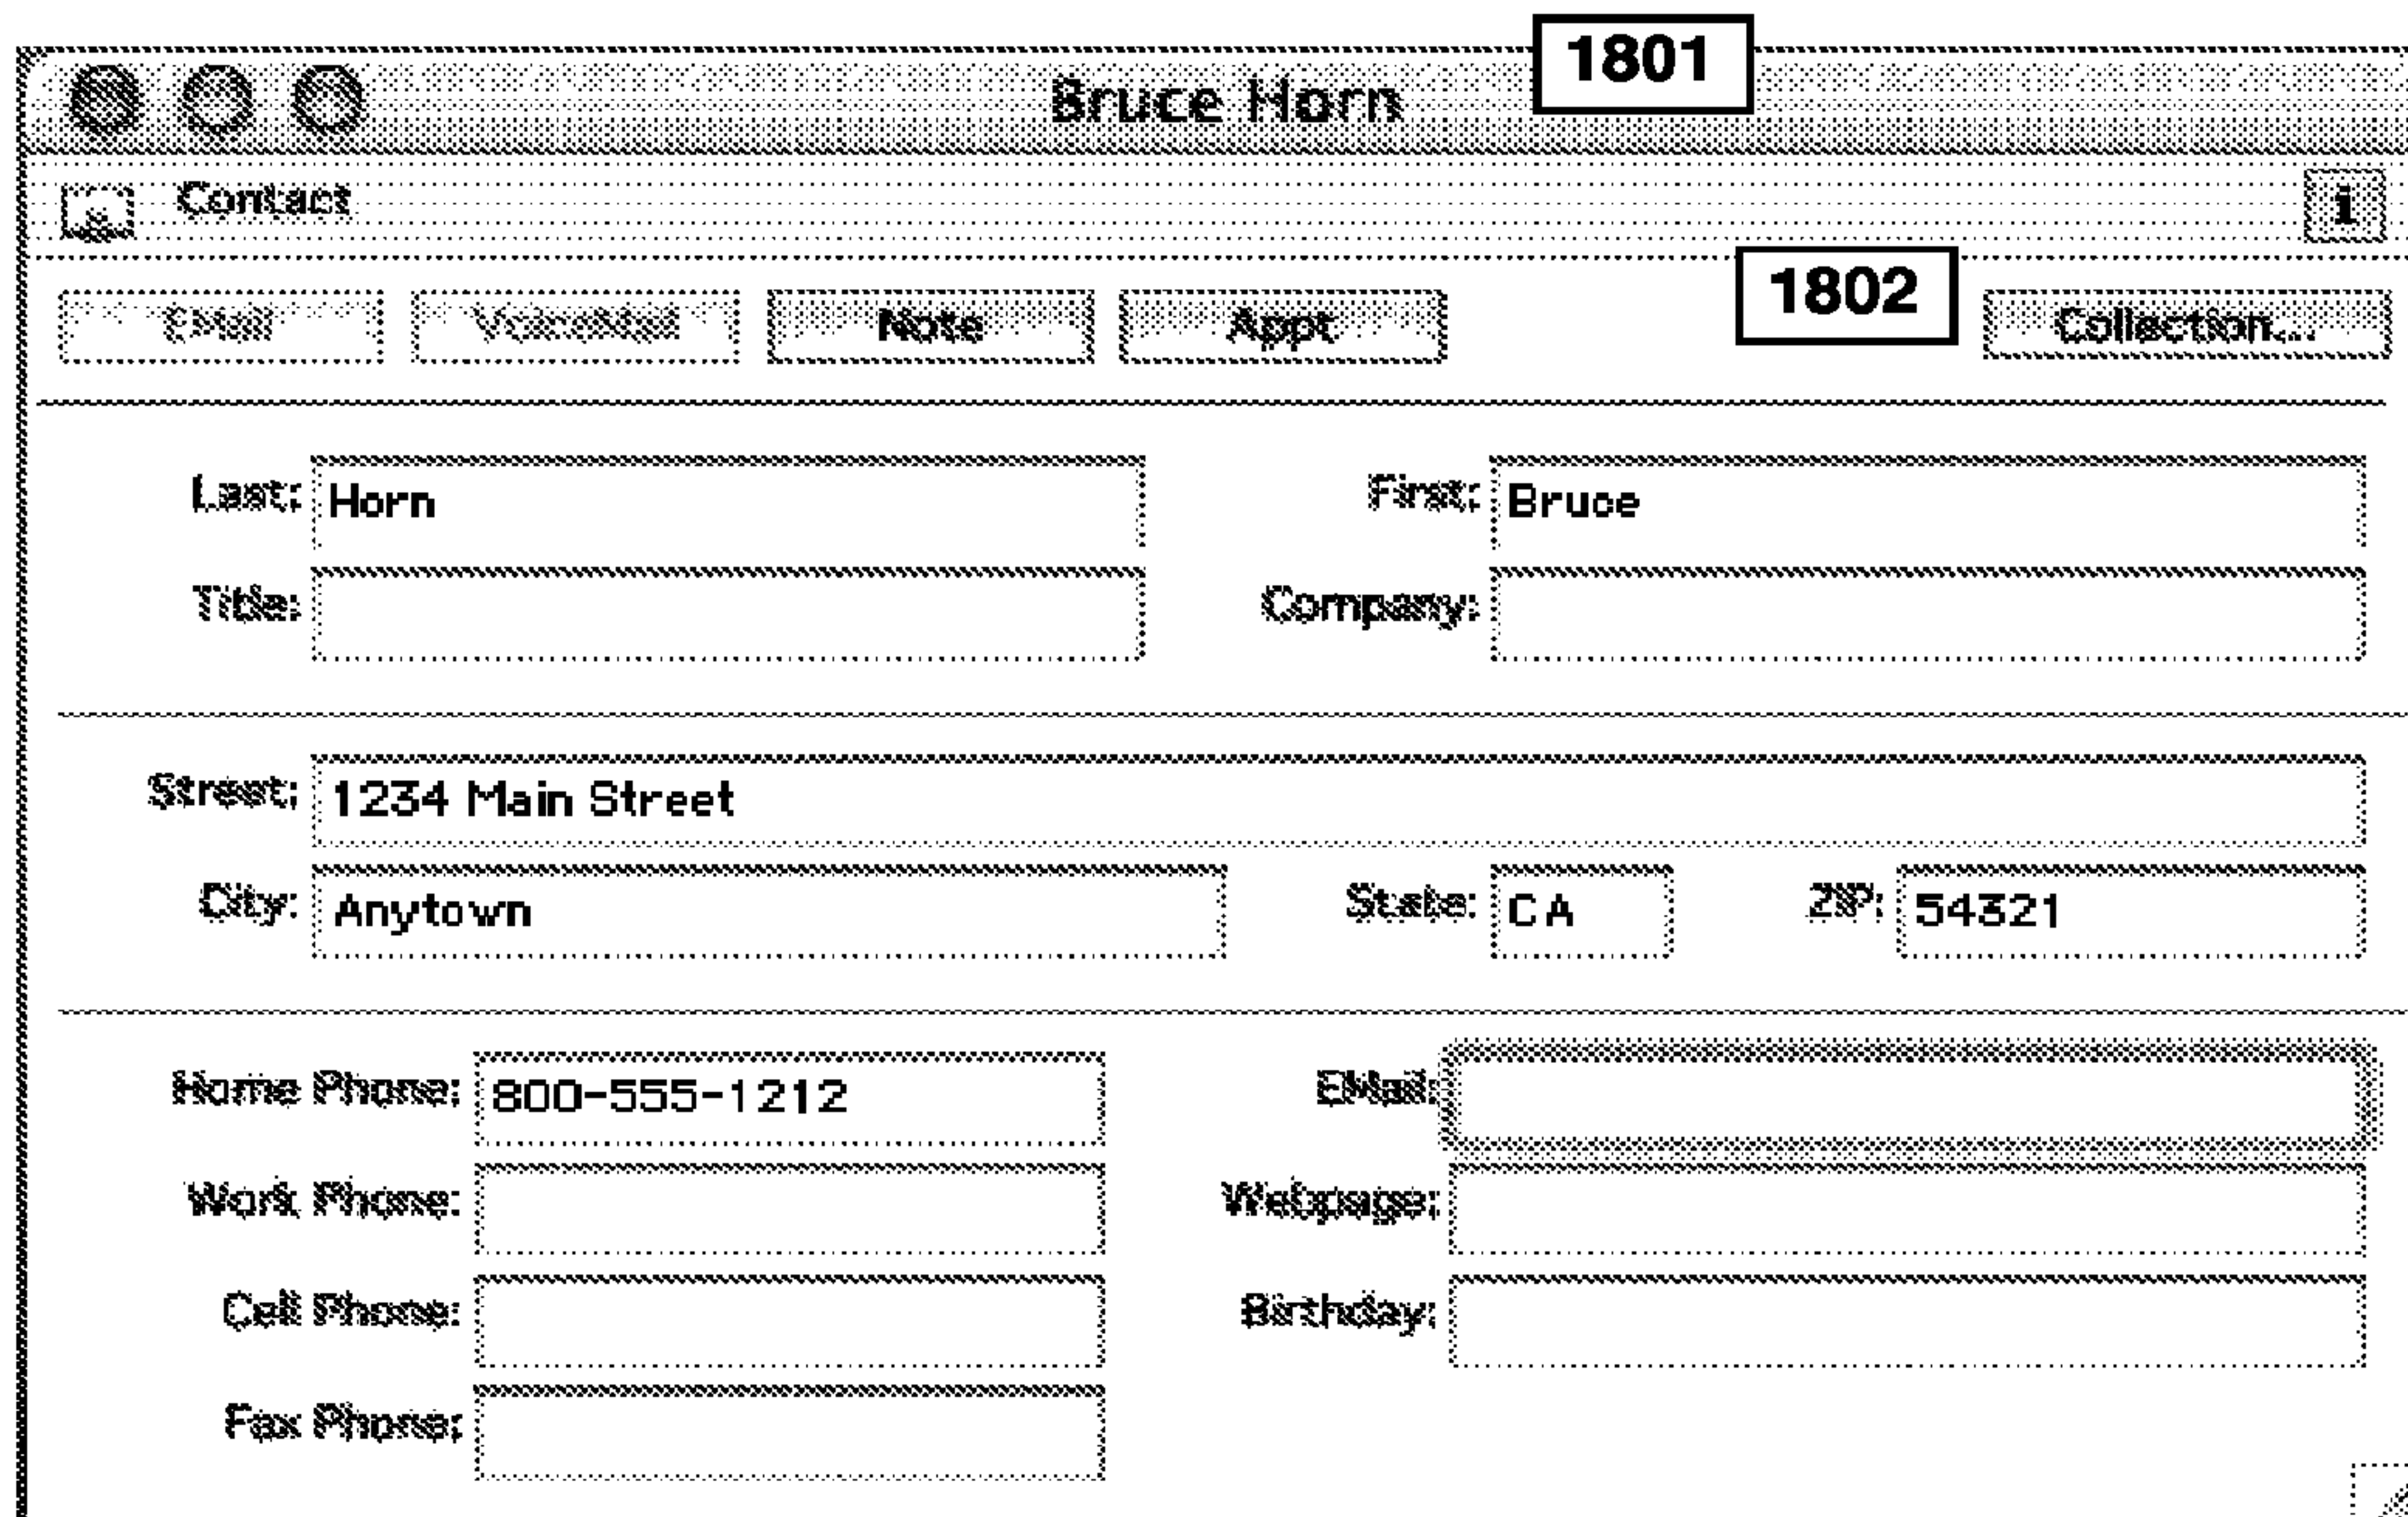 1801
Bruce Horn
Contact i
1802
EMail VoiceMail Note Appt Collection...
Last: Horn First: Bruce
Title: Company:
Street: 1234 Main Street
City: Anytown State: CA ZIP: 54321
Home Phone: 800-555-1212 EMail:
Work Phone: Webpage:
Cell Phone: Birthday:
Fax Phone: